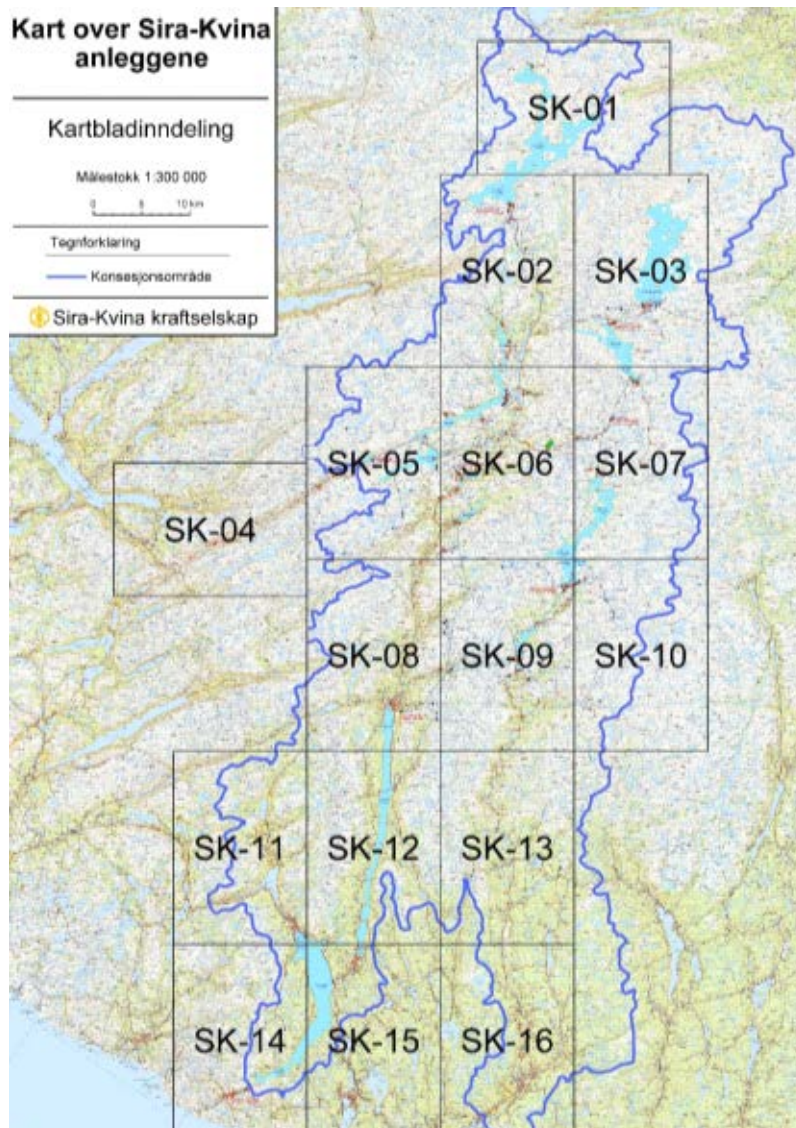 Kart over Sira-Kvina
anleggene
Kartbladinndeling
Målestokk 1:300 000
0 5 10 km
Tegnforklaring
Konsesjonsområde
Sira-Kvina kraftselskap
SK-01
SK-02
SK-03
SK-05
SK-06
SK-07
SK-04
SK-08
SK-09
SK-10
SK-11
SK-12
SK-13
SK-14
SK-15
SK-16